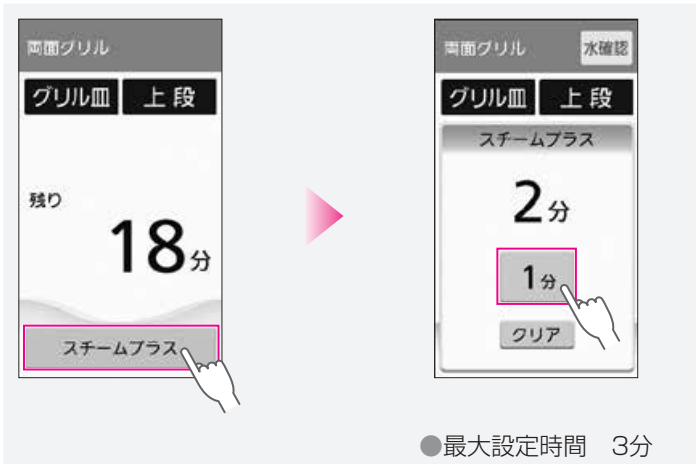 両面グリル
グリル皿 上段
残り
18分
スチームプラス
両面グリル 水確認
グリル皿 上段
スチームプラス
2分
1分
クリア
●最大設定時間 3分